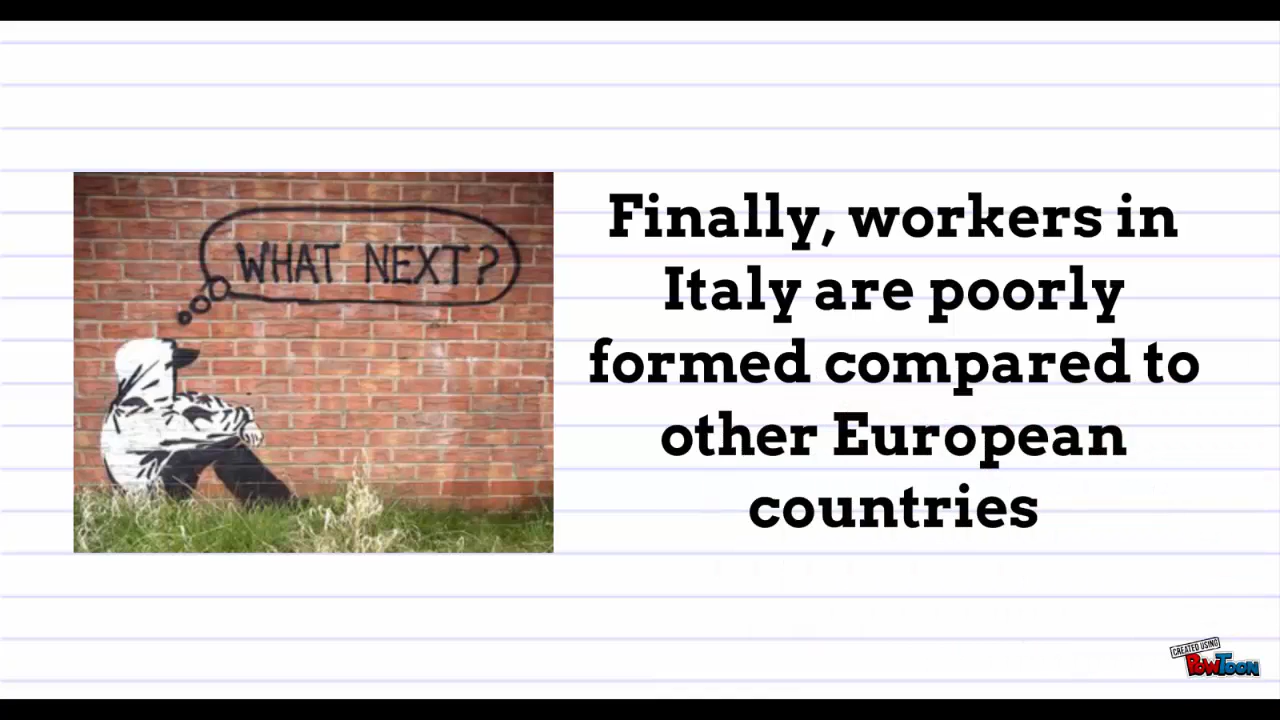 WHAT NEXT?
Finally, workers in
Italy are poorly
formed compared to
other European
countries
CREATED USING
POWTOON